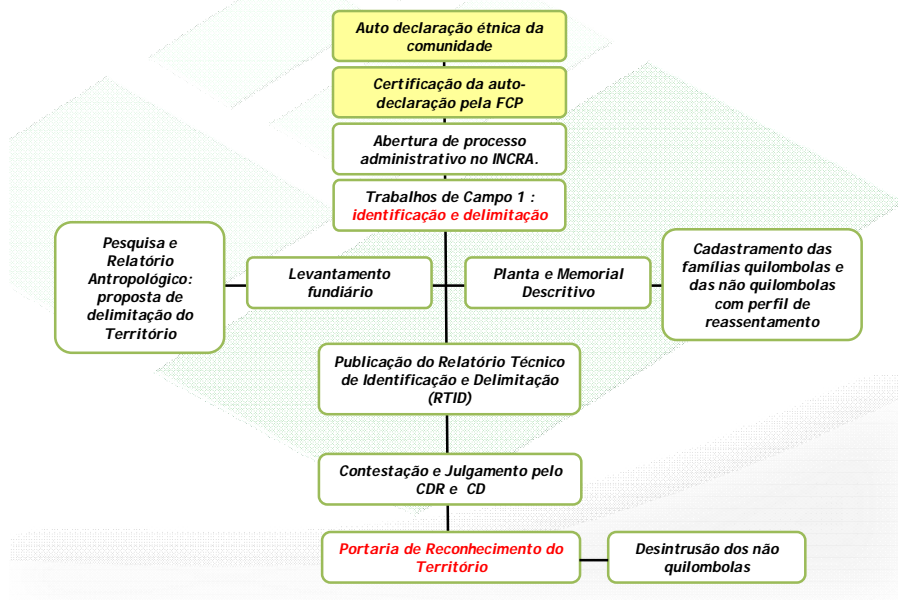 Auto declaração étnica da
comunidade
Certificação da auto-
declaração pela FCP
Abertura de processo
administrativo no INCRA.
Trabalhos de Campo 1 :
identificação e delimitação
Pesquisa e
Relatório
Antropológico:
proposta de
delimitação do
Território
Levantamento
fundiário
Planta e Memorial
Descritivo
Cadastramento das
famílias quilombolas e
das não quilombolas
com perfil de
reassentamento
Publicação do Relatório Técnico
de Identificação e Delimitação
(RTID)
Contestação e Julgamento pelo
CDR e CD
Portaria de Reconhecimento do
Território
Desintrusão dos não
quilombolas